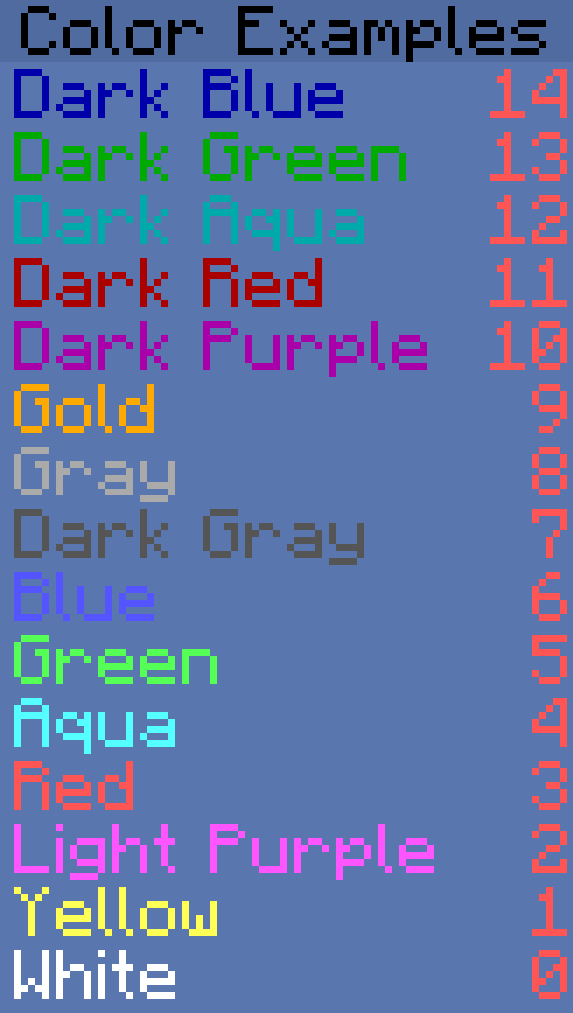 Color Examples
Dark Blue 14
Dark Green 13
Dark Aqua 12
Dark Red 11
Dark Purple 10
Gold 9
Gray 8
Dark Gray 7
Blue 6
Green 5
Aqua 4
Red 3
Light Purple 2
Yellow 1
White 0